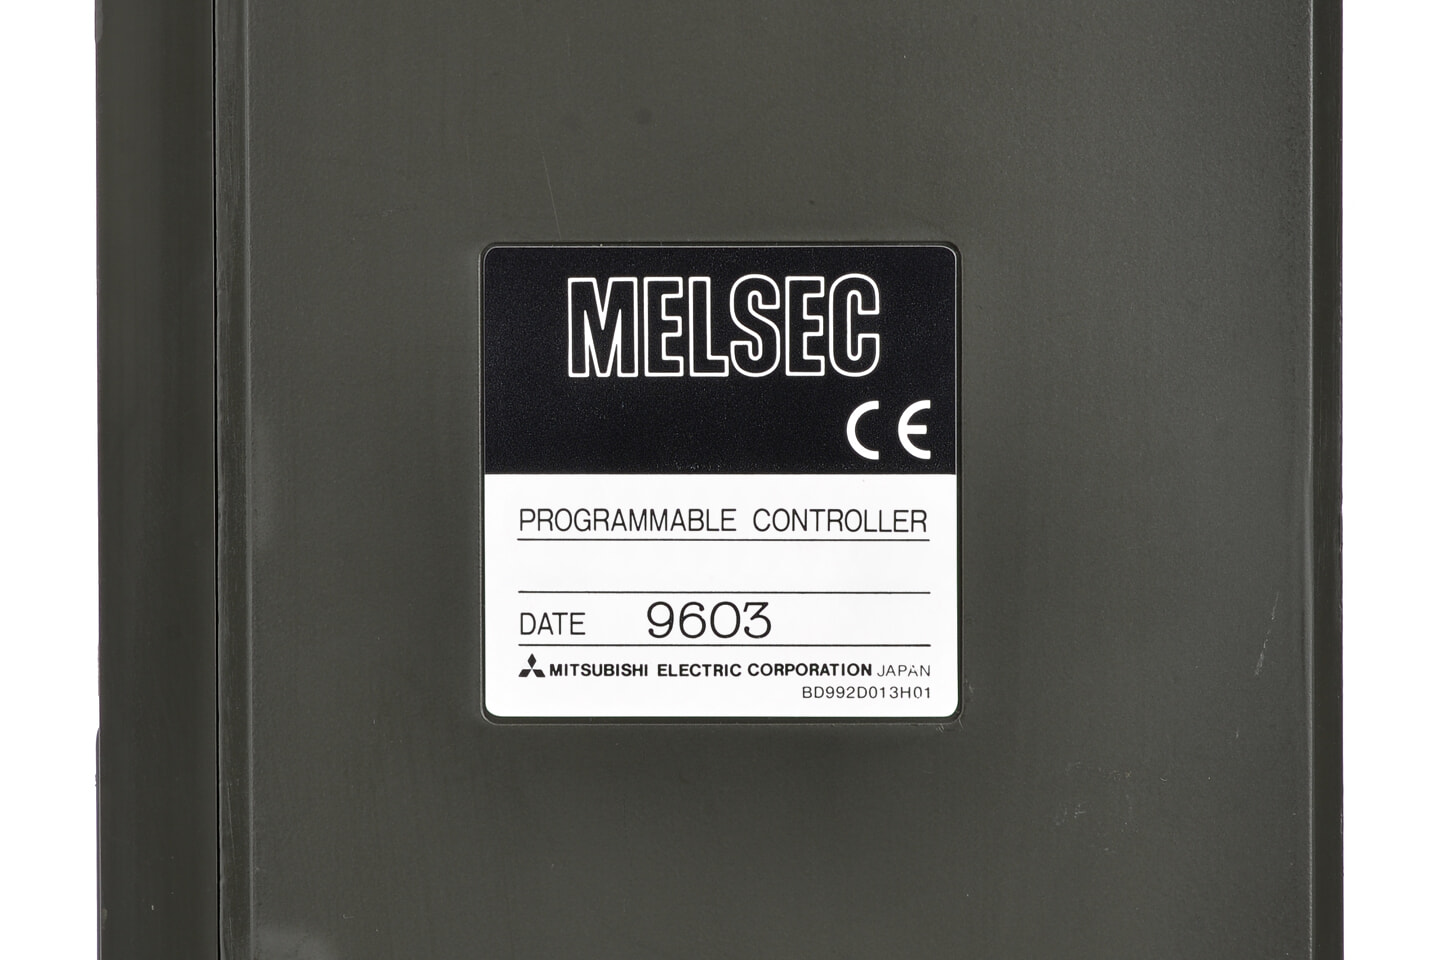 MELSEC
CE
PROGRAMMABLE CONTROLLER
DATE 9603
MITSUBISHI ELECTRIC CORPORATION JAPAN
BD992D013H01